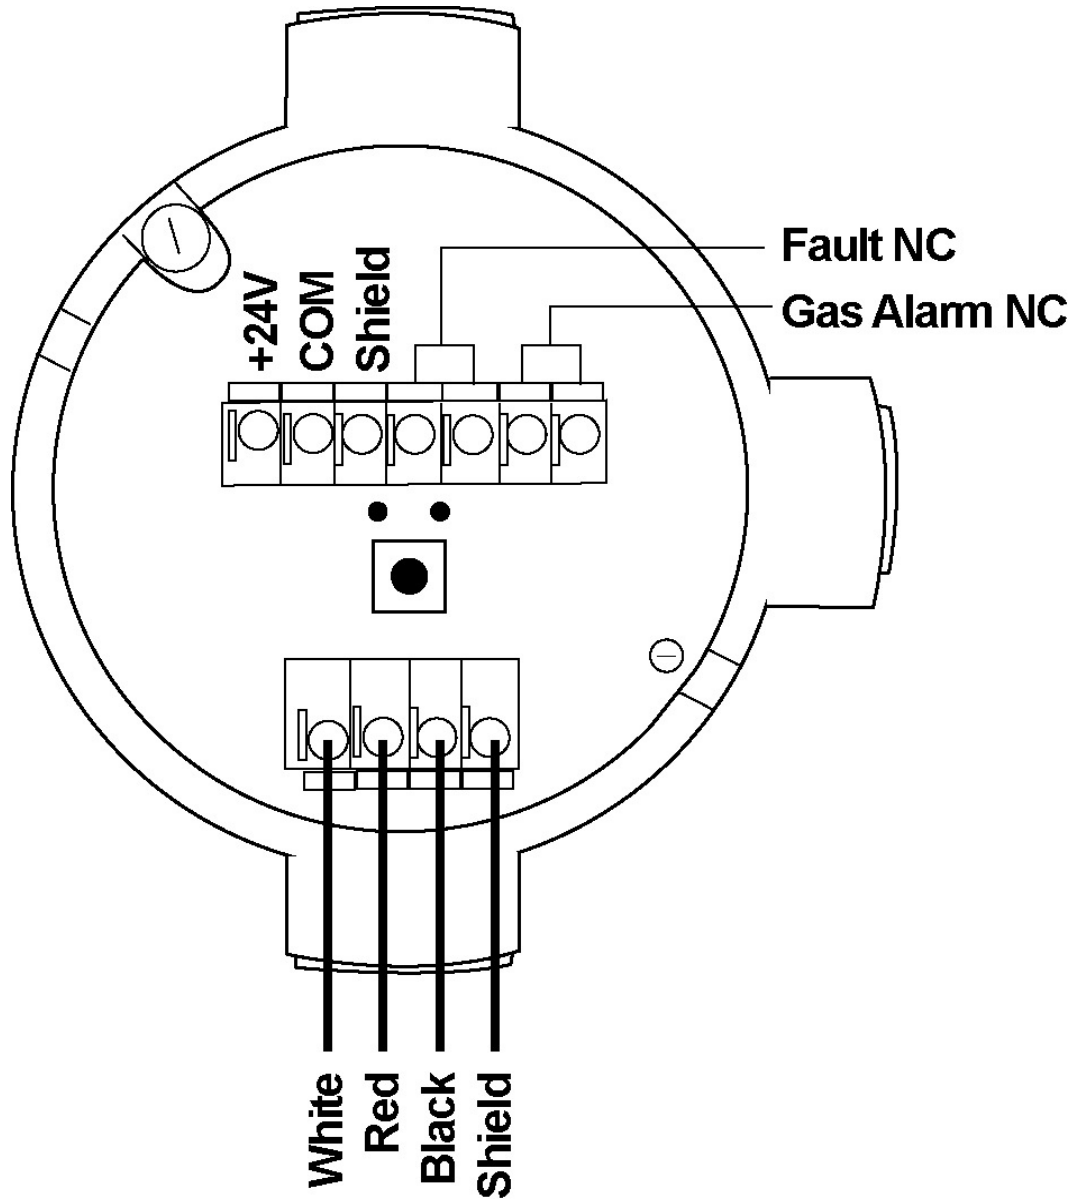 Fault NC
Gas Alarm NC
+24V
COM
Shield
White
Red
Black
Shield